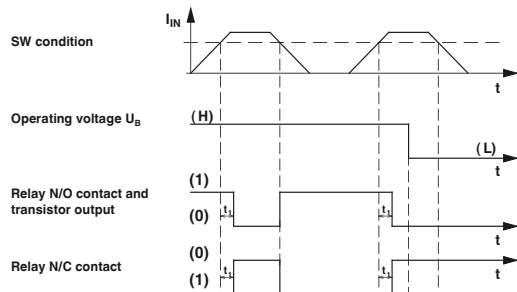 I_IN
SW condition
t
Operating voltage U_B
(H)
(L)
t
(1)
Relay N/O contact and
transistor output
(0)
t₁
t₁
t
(0)
Relay N/C contact
(1)
t₁
t₁
t